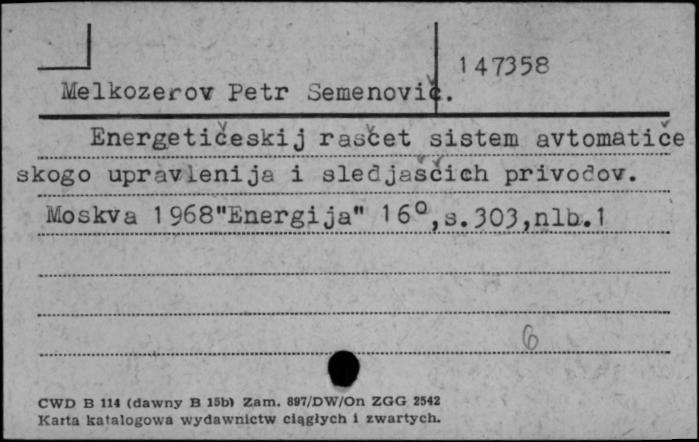 147358
Melkozerov Petr Semenovič.
Energetičeskij rasčet sistem avtomatiče
skogo upravlenija i sledjaščich privodov.
Moskva 1968"Energija" 16°,s.303,nlb.1
6
CWD B 114 (dawny B 15b) Zam. 897/DW/On ZGG 2542
Karta katalogowa wydawnictw ciągłych i zwartych.